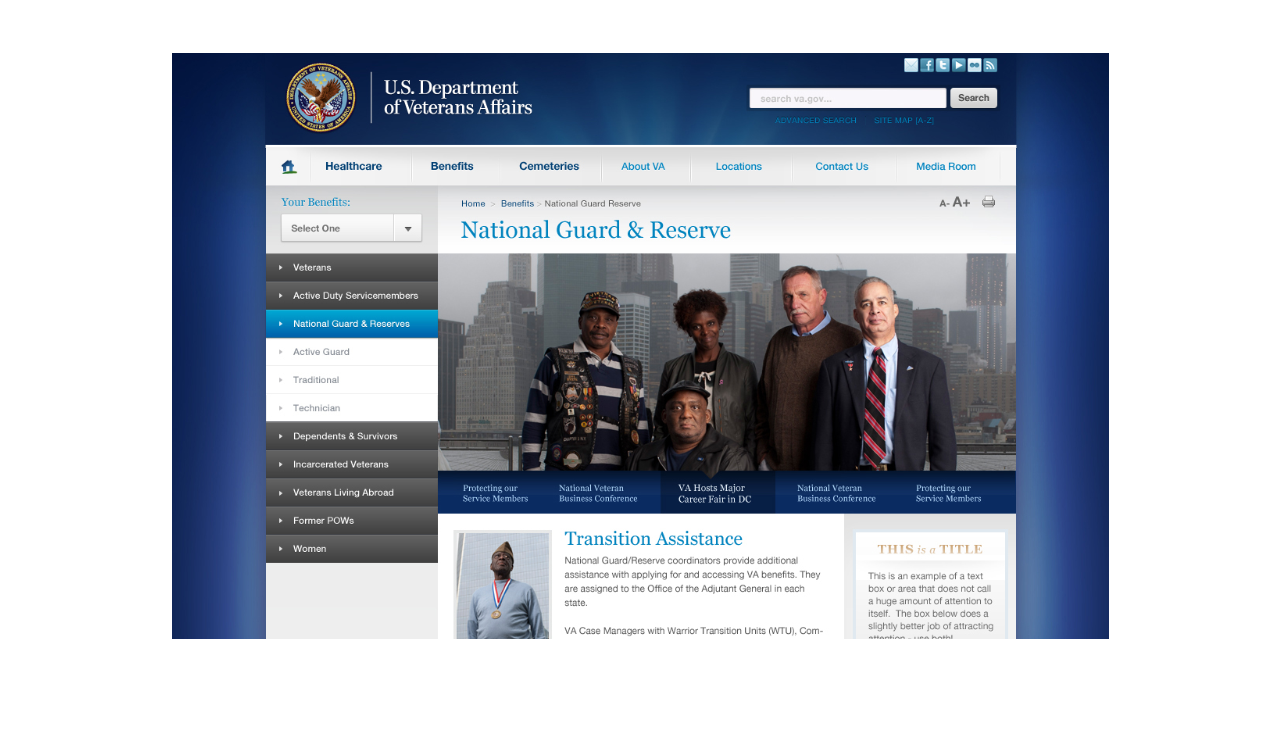 U.S. Department
of Veterans Affairs
search va.gov...
Search
ADVANCED SEARCH
SITE MAP [A-Z]
Healthcare
Benefits
Cemeteries
About VA
Locations
Contact Us
Media Room
Your Benefits:
Select One
Home > Benefits > National Guard Reserve
A- A+
National Guard & Reserve
Veterans
Active Duty Servicemembers
National Guard & Reserves
Active Guard
Traditional
Technician
Dependents & Survivors
Incarcerated Veterans
Veterans Living Abroad
Former POWs
Women
Protecting our
Service Members
National Veteran
Business Conference
VA Hosts Major
Career Fair in DC
National Veteran
Business Conference
Protecting our
Service Members
Transition Assistance
National Guard/Reserve coordinators provide additional
assistance with applying for and accessing VA benefits. They
are assigned to the Office of the Adjutant General in each
state.
VA Case Managers with Warrior Transition Units (WTU), Com-
THIS is a TITLE
This is an example of a text
box or area that does not call
a huge amount of attention to
itself. The box below does a
slightly better job of attracting
attention - use both!